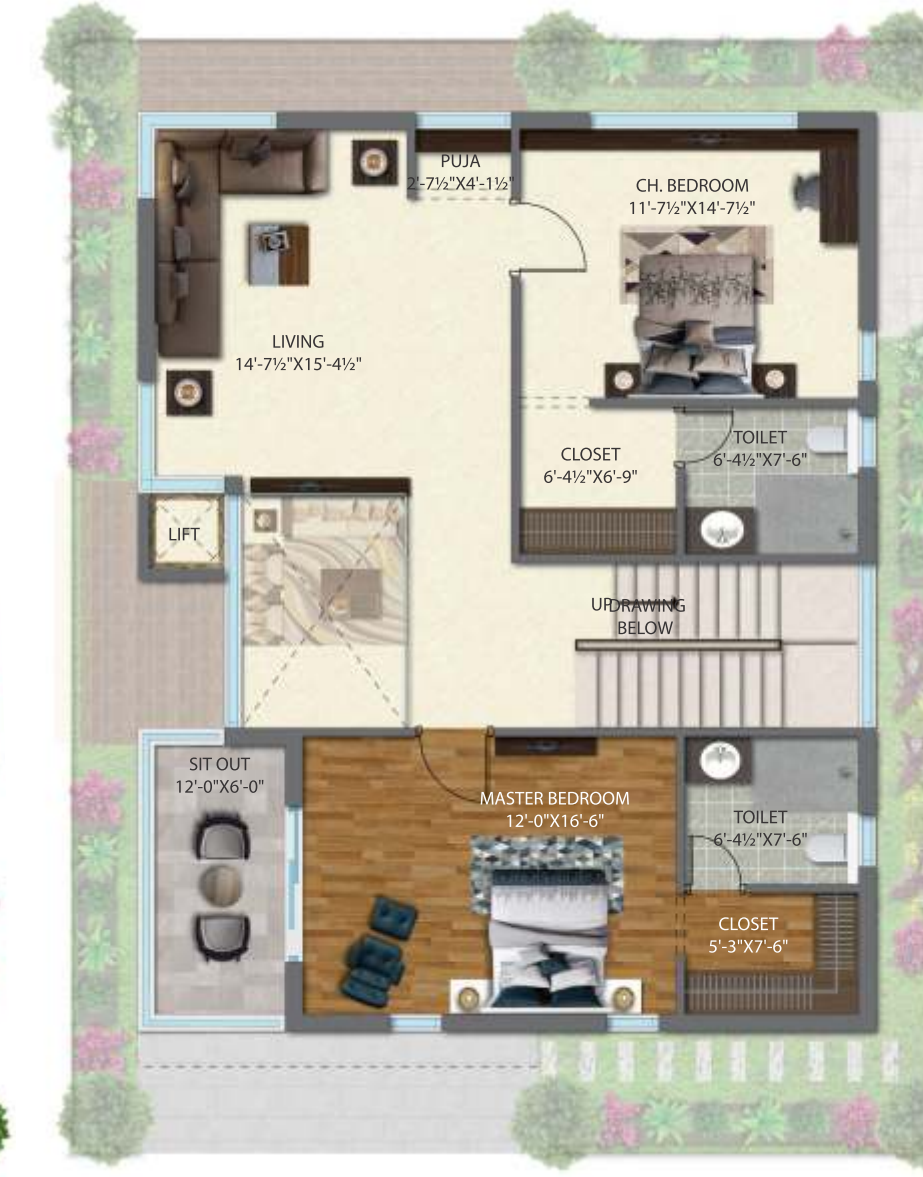 PUJA
2'-7½"X4'-1½"
CH. BEDROOM
11'-7½"X14'-7½"
LIVING
14'-7½"X15'-4½"
CLOSET
6'-4½"X6'-9"
TOILET
6'-4½"X7'-6"
LIFT
UP
DRAWING
BELOW
SIT OUT
12'-0"X6'-0"
MASTER BEDROOM
12'-0"X16'-6"
TOILET
6'-4½"X7'-6"
CLOSET
5'-3"X7'-6"